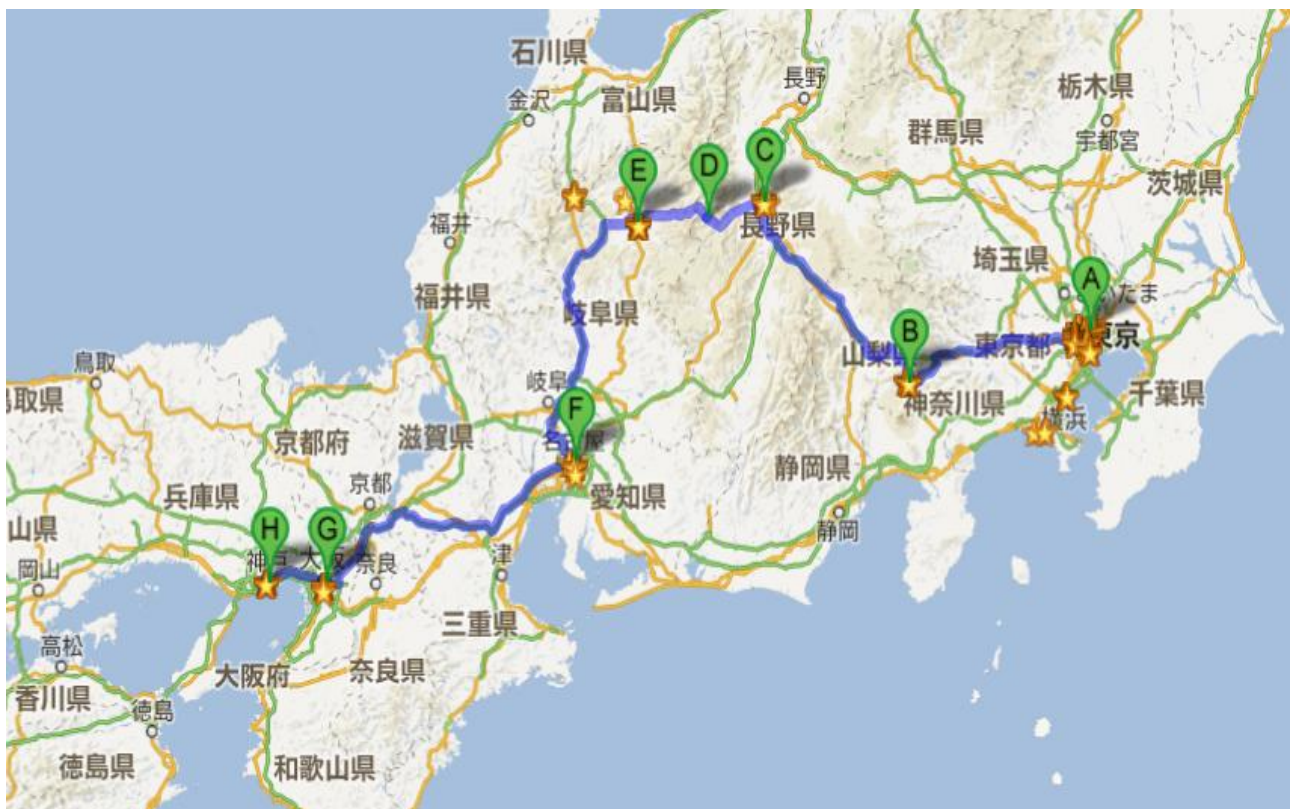 石川県
長野
栃木県
富山県
金沢
宇都宮
群馬県
C
E
D
茨城県
長野県
福井
埼玉県
A
たま
福井県
岐阜県
B
東京都
東京
山梨
鳥取
岐阜
神奈川県
千葉県
鳥取県
F
横浜
京都府
滋賀県
名古屋
静岡県
兵庫県
京都
愛知県
山県
H
G
静岡
神戸
大阪
奈良
津
岡山
三重県
高松
大阪府
奈良県
香川県
徳島
徳島県
和歌山県